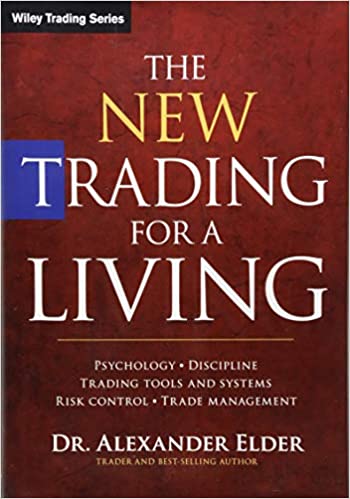 Wiley Trading Series
THE
NEW
TRADING
FOR A
LIVING
PSYCHOLOGY • DISCIPLINE
TRADING TOOLS AND SYSTEMS
RISK CONTROL • TRADE MANAGEMENT
DR. ALEXANDER ELDER
TRADER AND BEST-SELLING AUTHOR